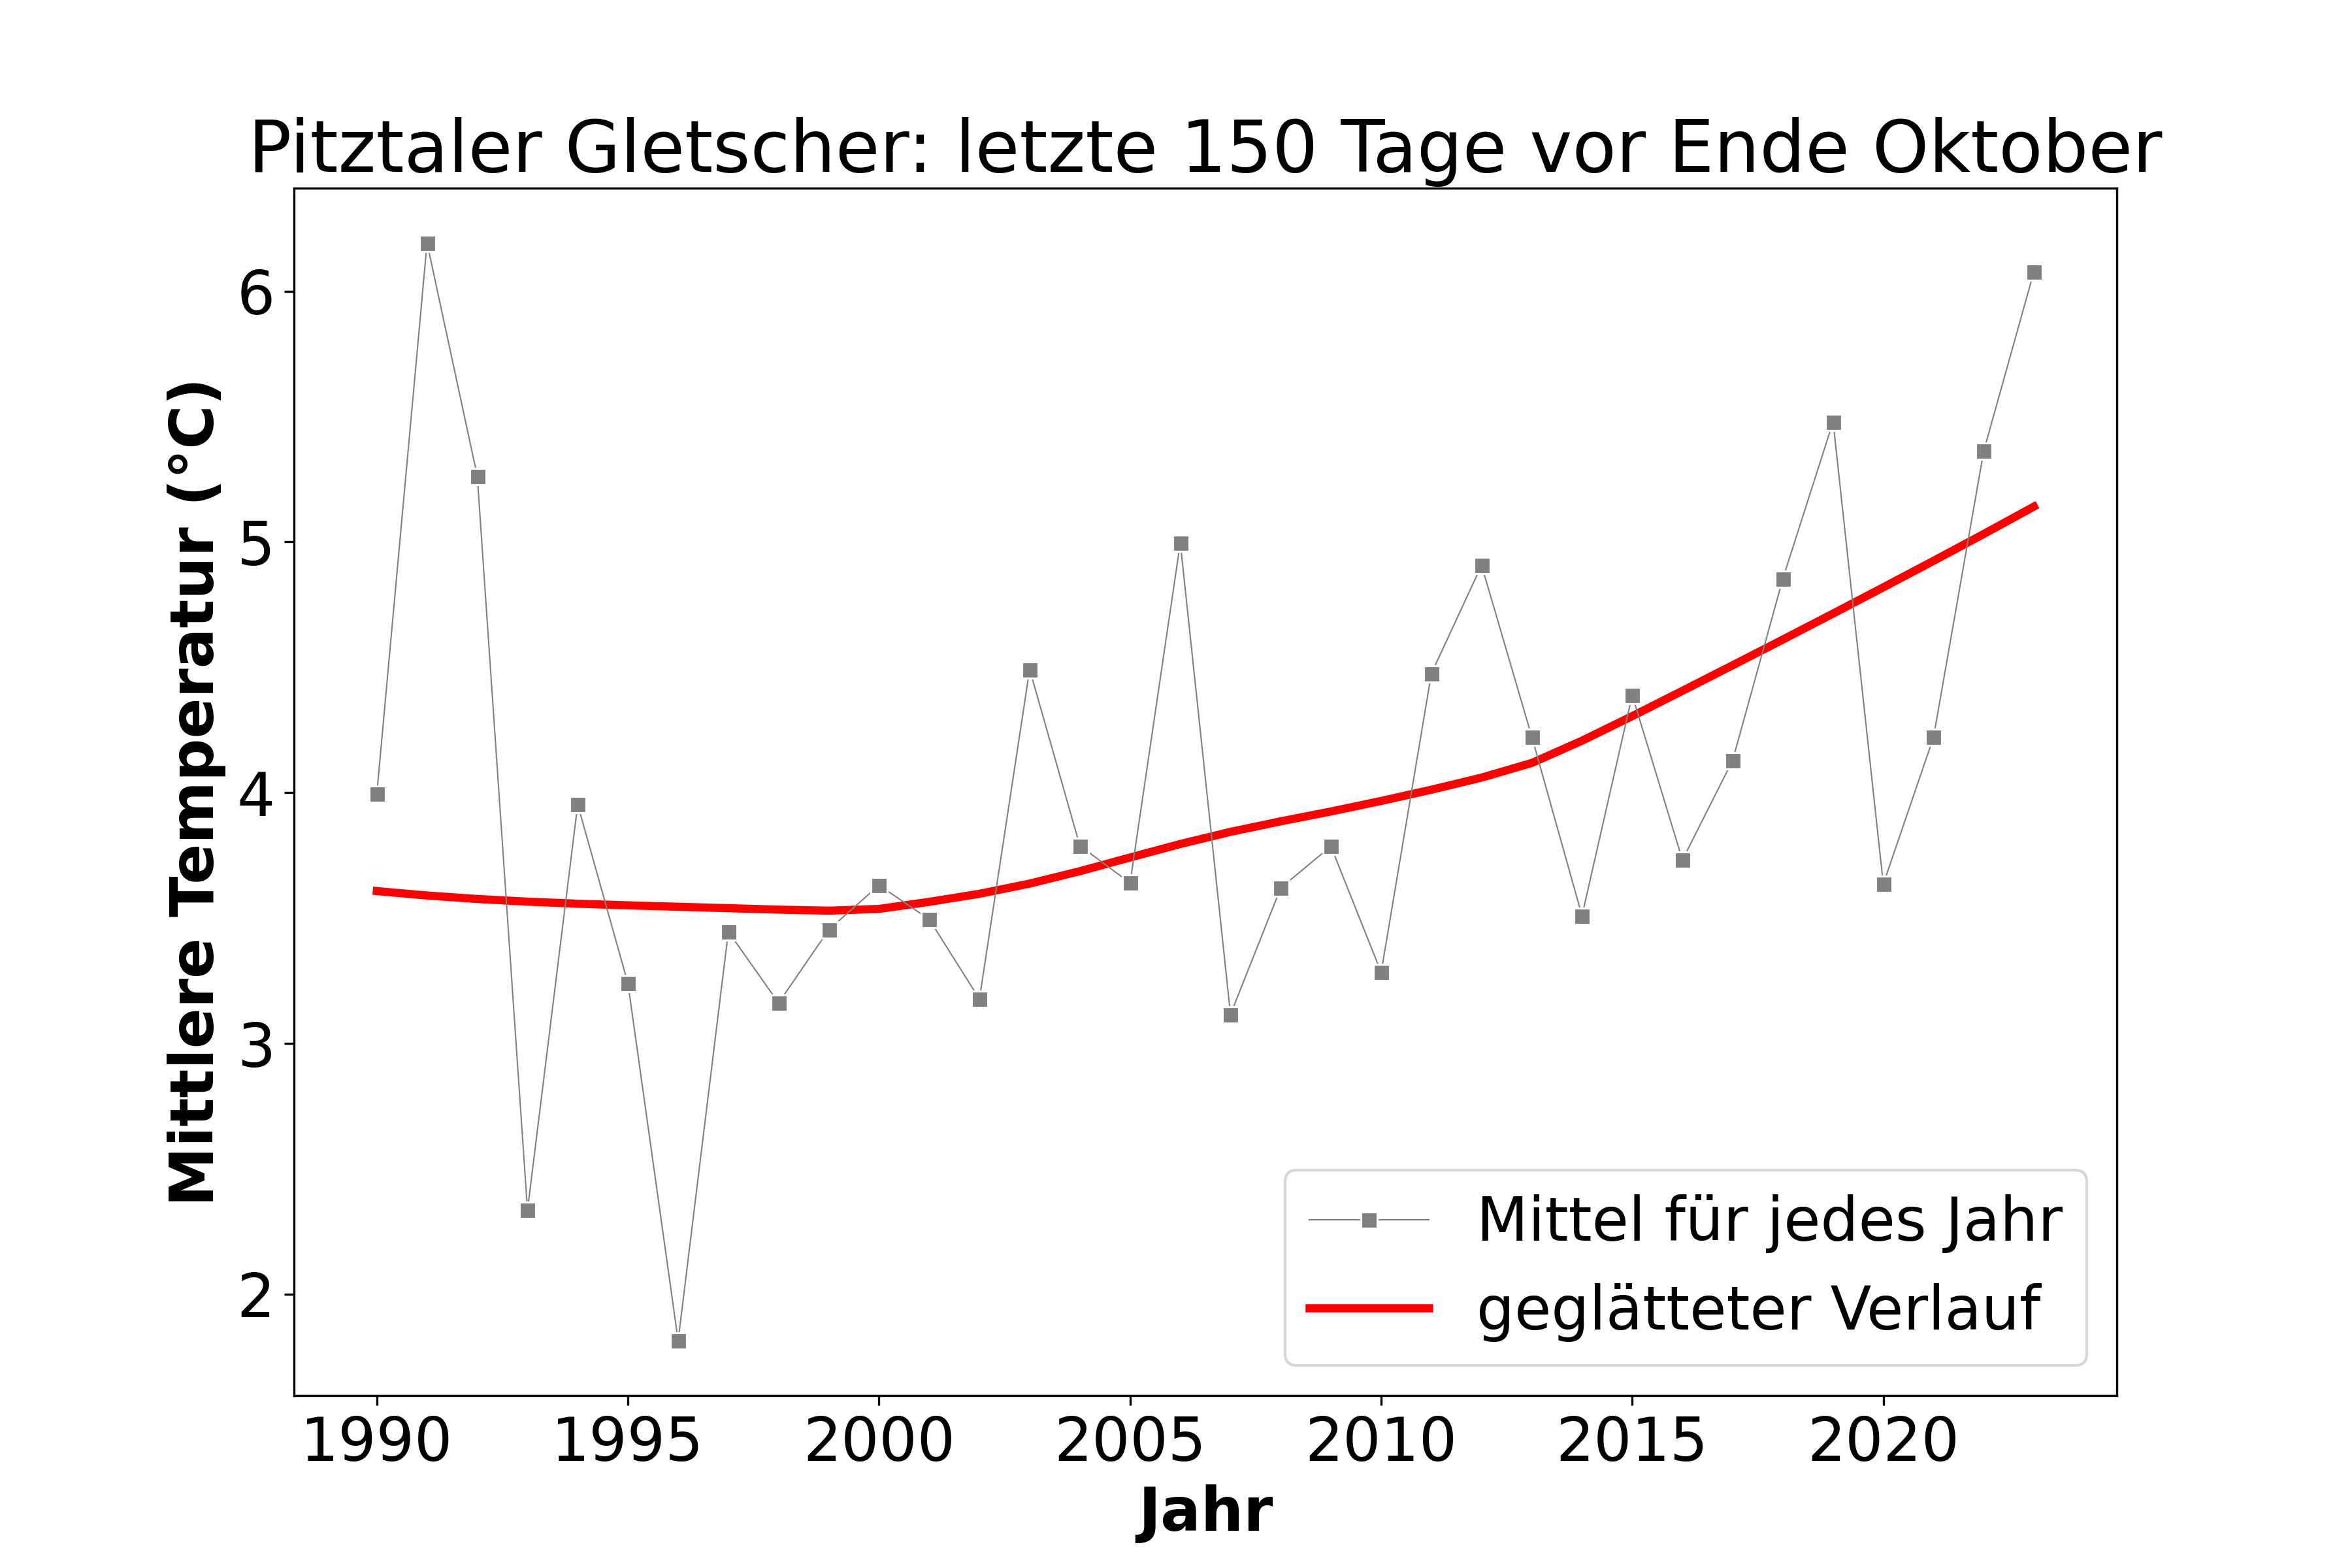 Pitztaler Gletscher: letzte 150 Tage vor Ende Oktober
Mittlere Temperatur (°C)
6
5
4
3
2
Mittel für jedes Jahr
geglätteter Verlauf
1990 1995 2000 2005 2010 2015 2020
Jahr